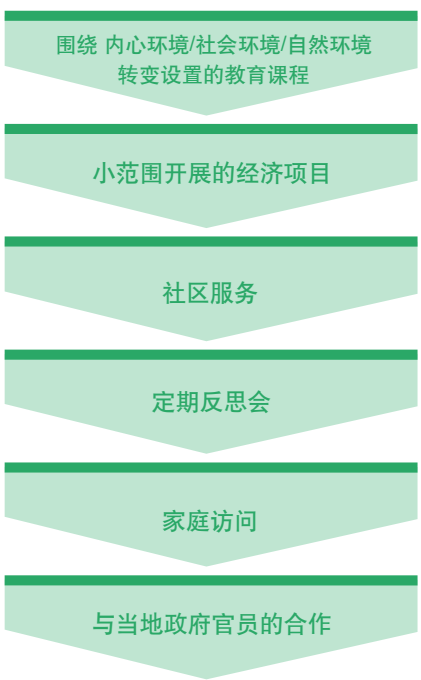 围绕 内心环境/社会环境/自然环境
转变设置的教育课程
小范围开展的经济项目
社区服务
定期反思会
家庭访问
与当地政府官员的合作